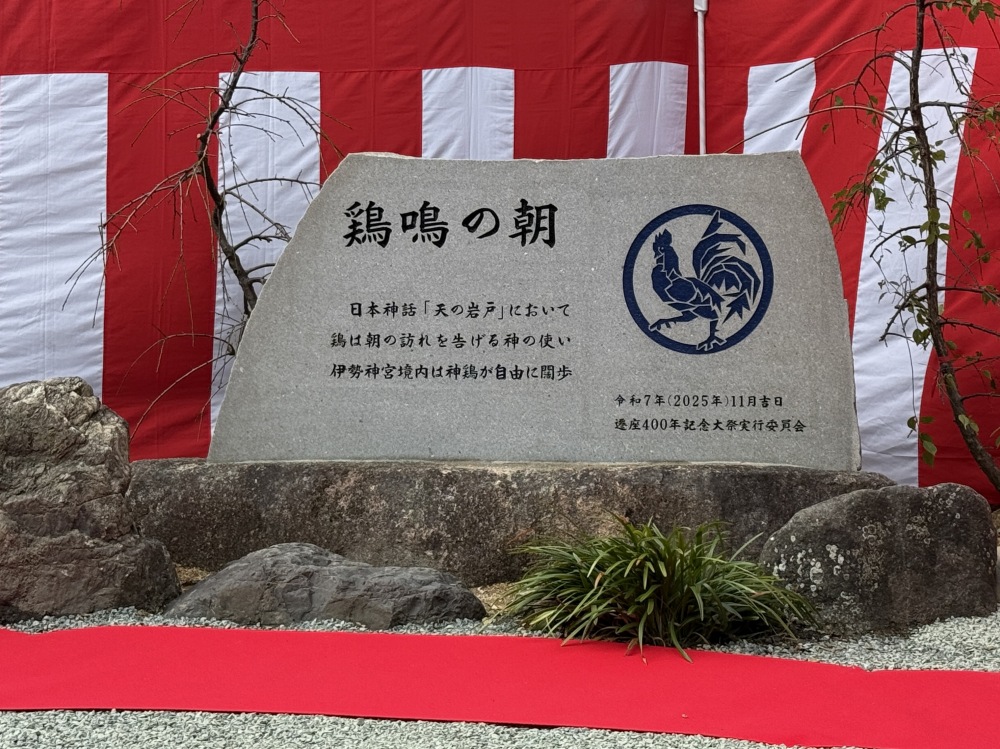 鶏鳴の朝
日本神話「天の岩戸」において
鶏は朝の訪れを告げる神の使い
伊勢神宮境内は神鶏が自由に闊歩
令和7年(2025年)11月吉日
遷座400年記念大祭実行委員会